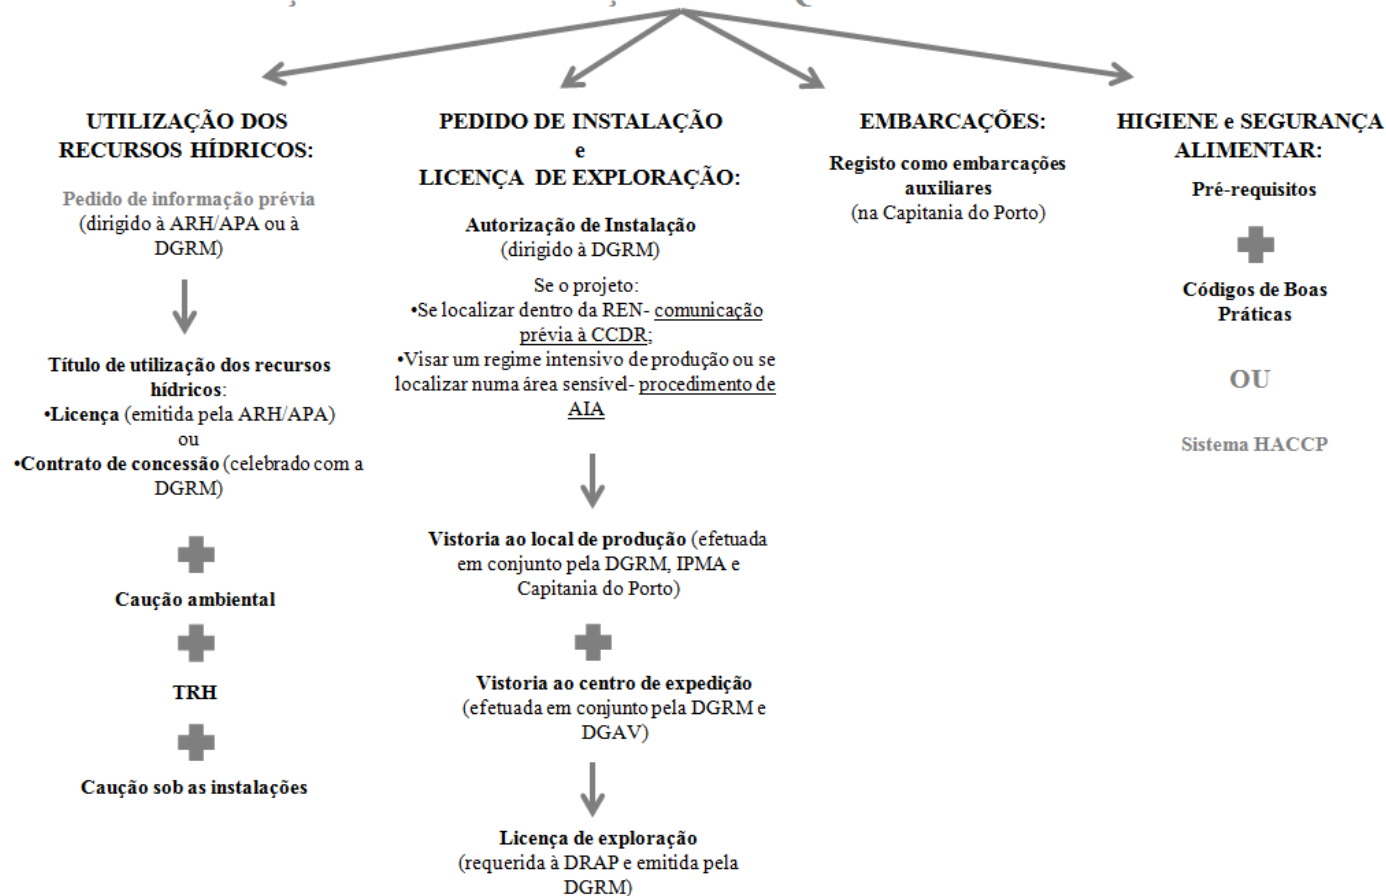 UTILIZAÇÃO DOS
RECURSOS HÍDRICOS:
Pedido de informação prévia
(dirigido à ARH/APA ou à
DGRM)
Título de utilização dos recursos
hídricos:
•Licença (emitida pela ARH/APA)
ou
•Contrato de concessão (celebrado com a
DGRM)
Caução ambiental
TRH
Caução sob as instalações
PEDIDO DE INSTALAÇÃO
e
LICENÇA DE EXPLORAÇÃO:
Autorização de Instalação
(dirigido à DGRM)
Se o projeto:
•Se localizar dentro da REN- comunicação
prévia à CCDR;
•Visar um regime intensivo de produção ou se
localizar numa área sensível- procedimento de
AIA
Vistoria ao local de produção (efetuada
em conjunto pela DGRM, IPMA e
Capitania do Porto)
Vistoria ao centro de expedição
(efetuada em conjunto pela DGRM e
DGAV)
Licença de exploração
(requerida à DRAP e emitida pela
DGRM)
EMBARCAÇÕES:
Registo como embarcações
auxiliares
(na Capitania do Porto)
HIGIENE e SEGURANÇA
ALIMENTAR:
Pré-requisitos
Códigos de Boas
Práticas
OU
Sistema HACCP